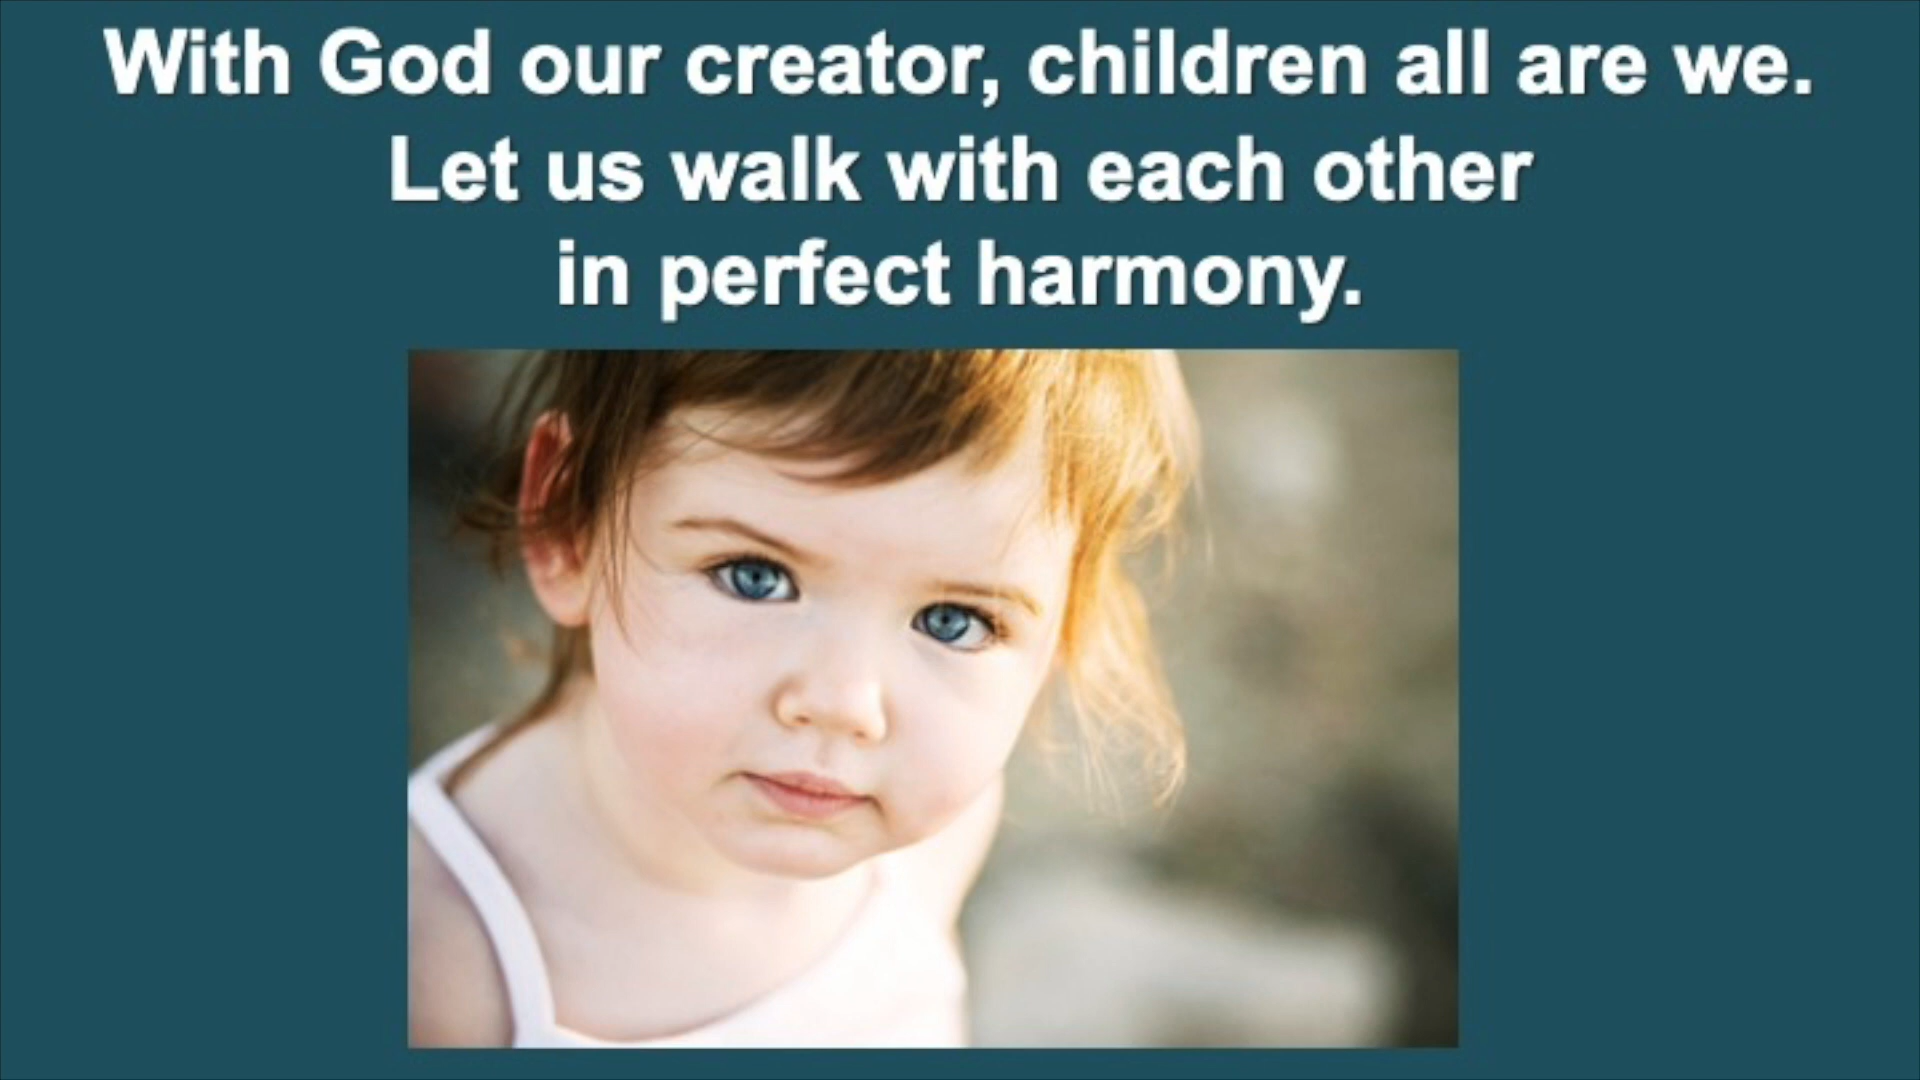 With God our creator, children all are we.
Let us walk with each other
in perfect harmony.